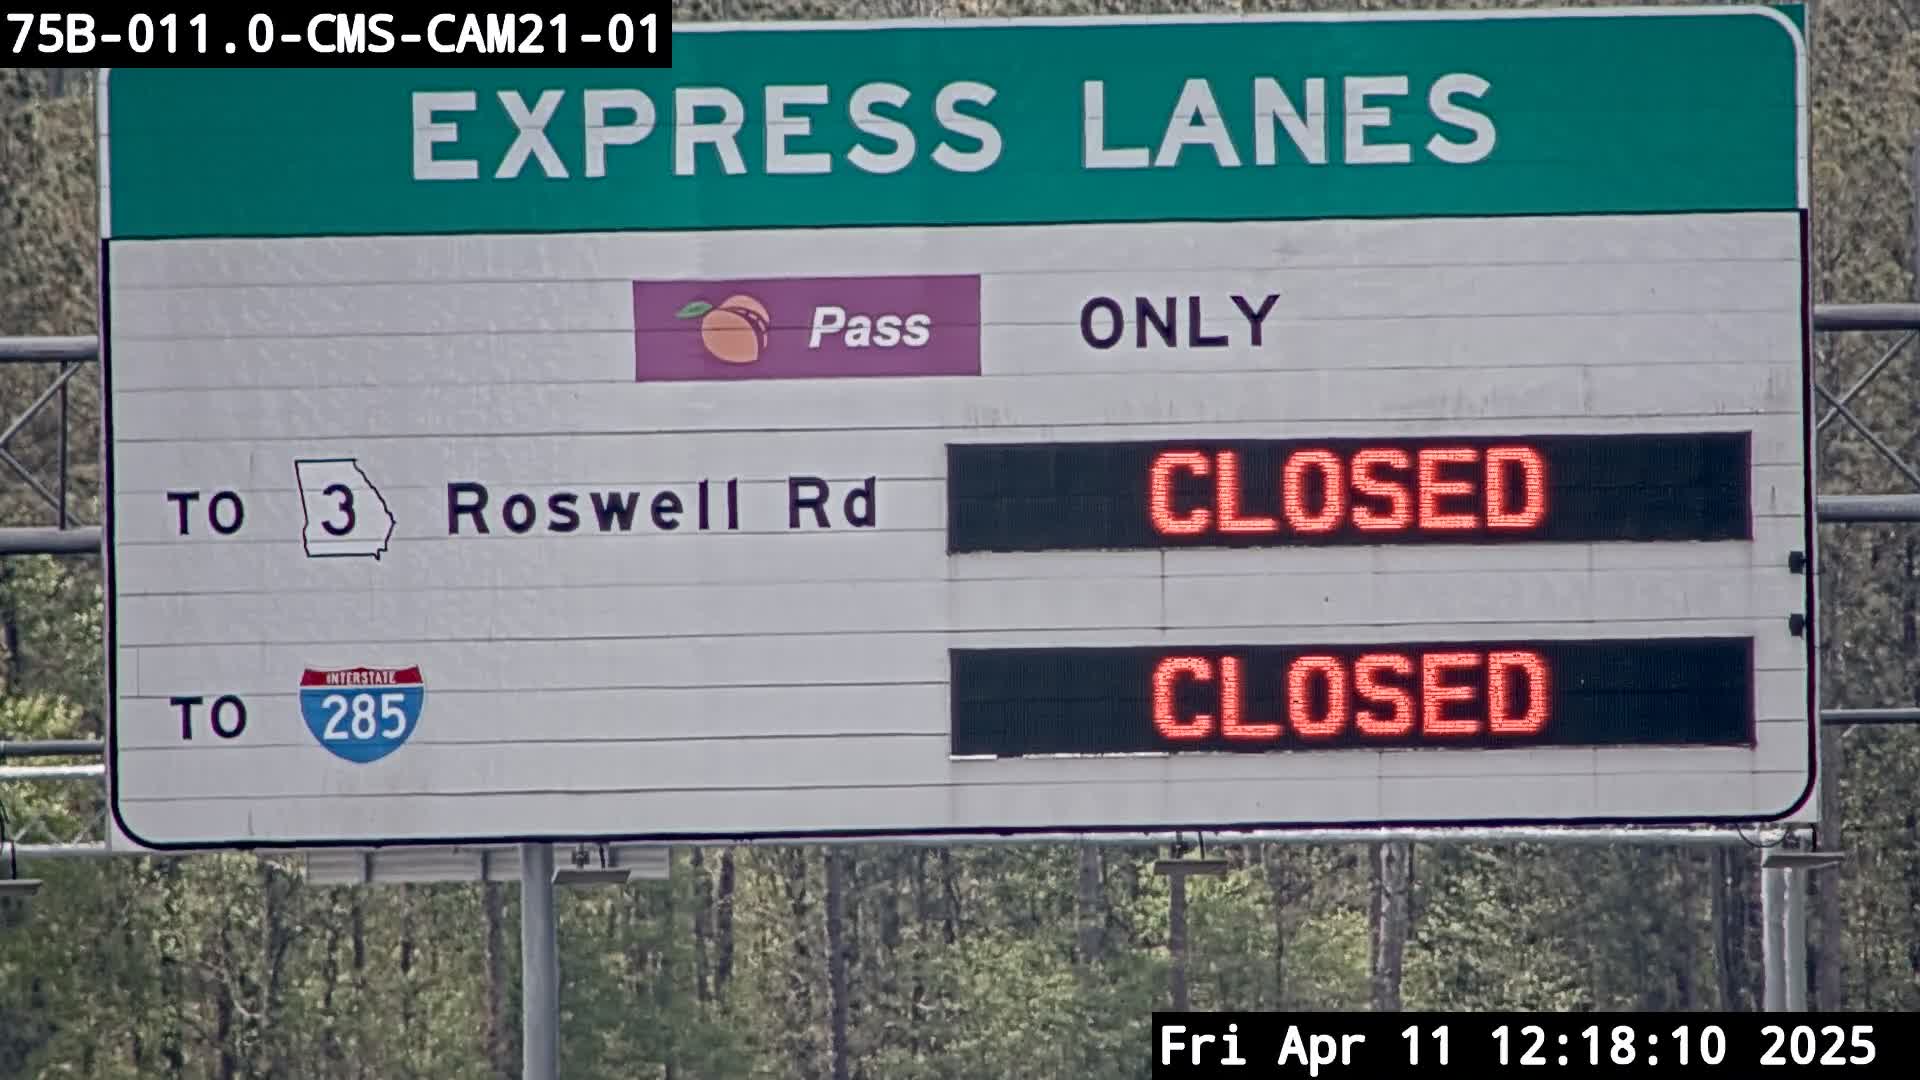 75B-011.0-CMS-CAM21-01
EXPRESS LANES
Pass ONLY
TO 3 Roswell Rd CLOSED
TO INTERSTATE 285 CLOSED
Fri Apr 11 12:18:10 2025